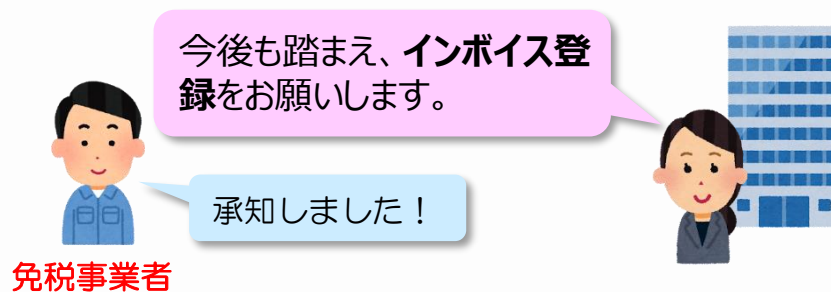 今後も踏まえ、インボイス登
録をお願いします。
承知しました！
免税事業者